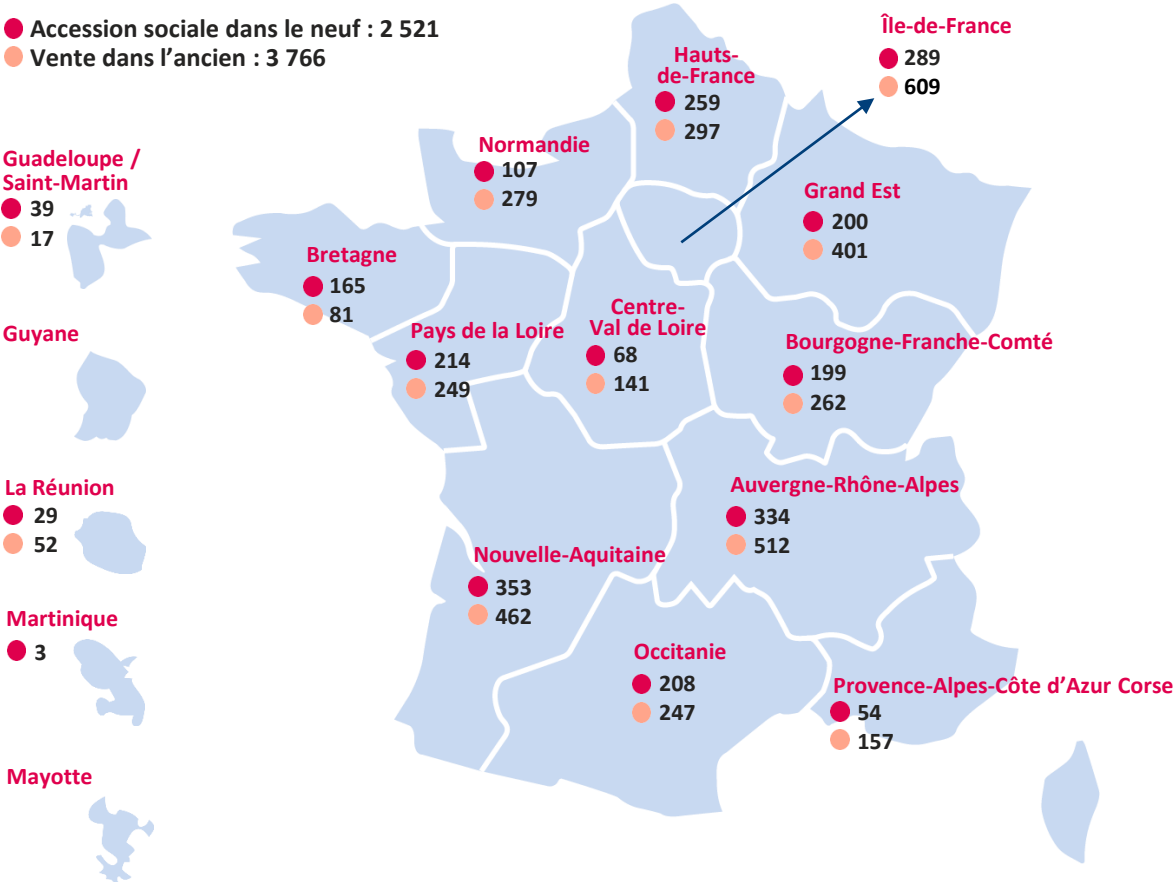 Accession sociale dans le neuf : 2 521
Vente dans l’ancien : 3 766
Île-de-France
289
609
Hauts-
de-France
259
297
Normandie
107
279
Guadeloupe /
Saint-Martin
39
17
Grand Est
200
401
Bretagne
165
81
Centre-
Val de Loire
68
141
Pays de la Loire
214
249
Guyane
Bourgogne-Franche-Comté
199
262
La Réunion
29
52
Auvergne-Rhône-Alpes
334
512
Nouvelle-Aquitaine
353
462
Martinique
3
Occitanie
208
247
Provence-Alpes-Côte d’Azur Corse
54
157
Mayotte